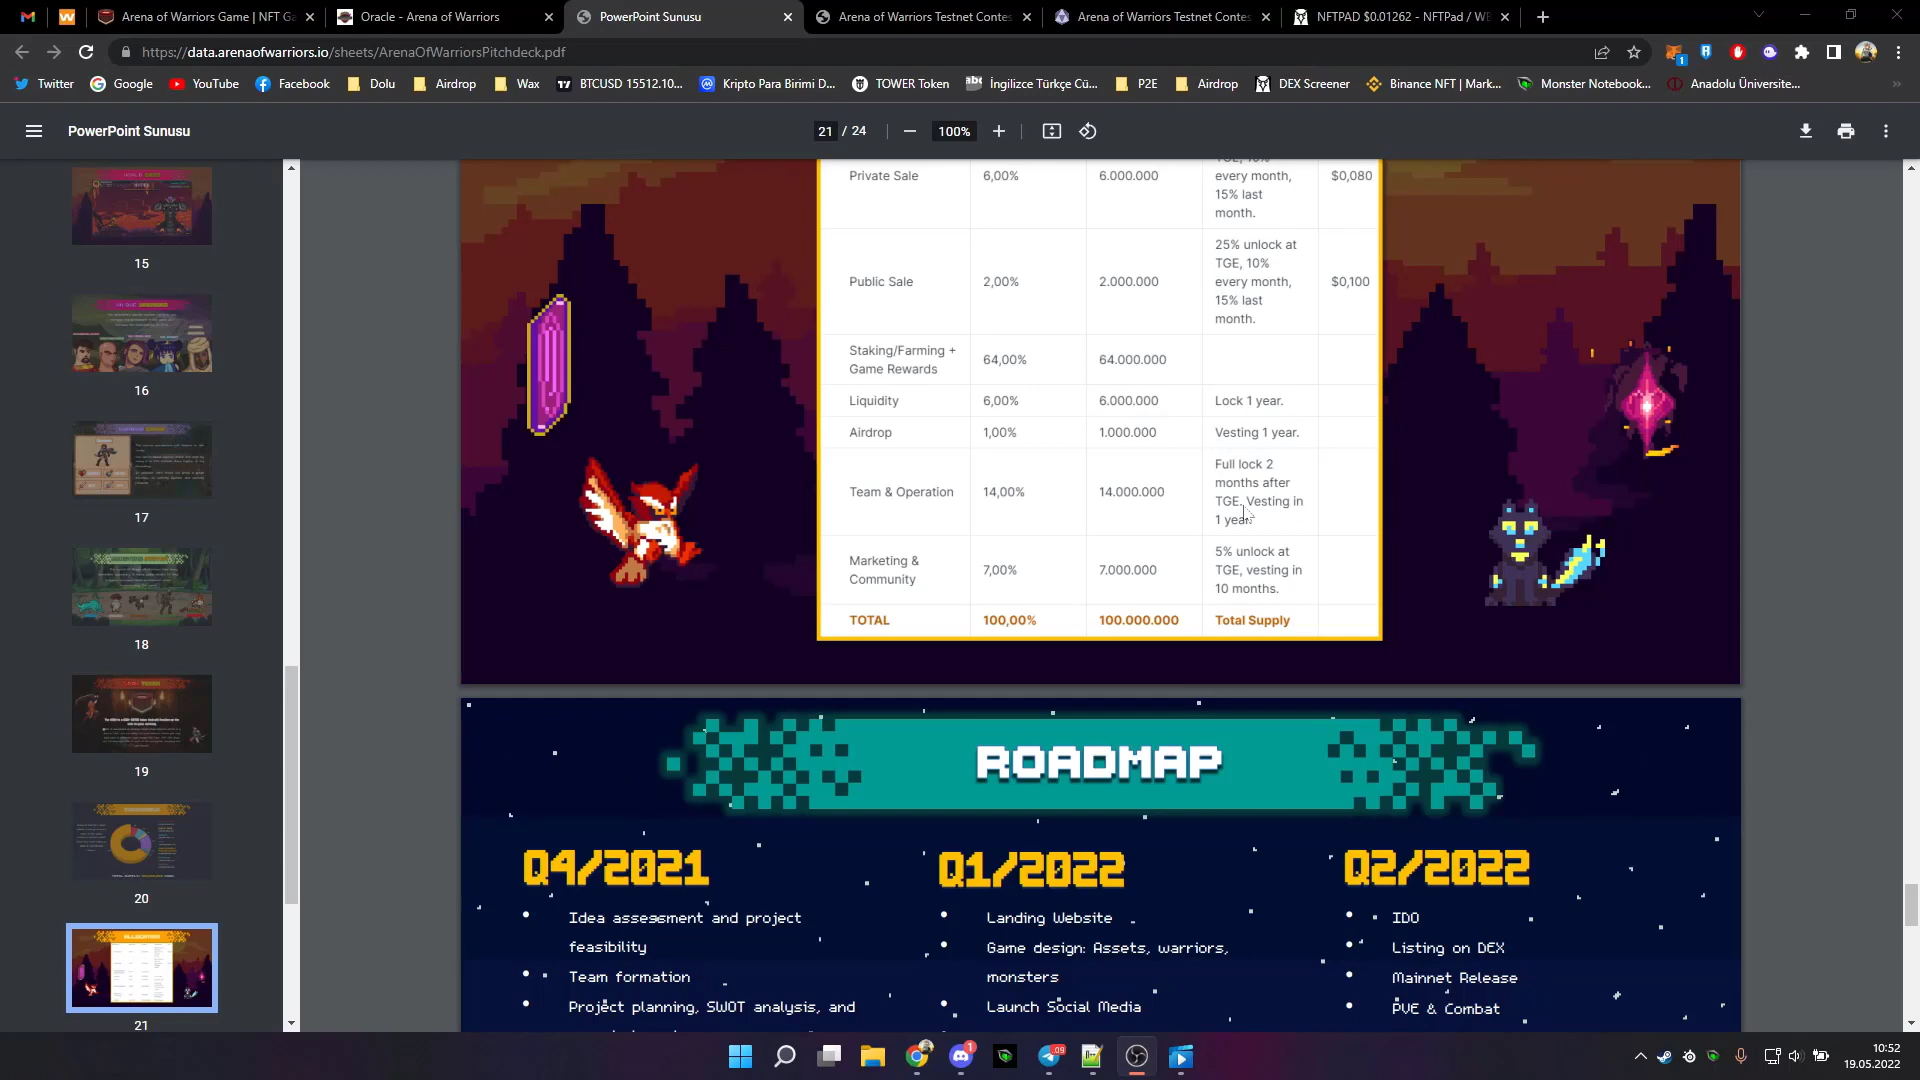 Arena of Warriors Game | NFT Ga
Oracle - Arena of Warriors
PowerPoint Sunusu
Arena of Warriors Testnet Contes
Arena of Warriors Testnet Contes
NFTPAD $0.01262 - NFTPad / WB
https://data.arenaofwarriors.io/sheets/ArenaOfWarriorsPitchdeck.pdf
Twitter
Google
YouTube
Facebook
Dolu
Airdrop
Wax
BTCUSD 15512.10...
Kripto Para Birimi D...
TOWER Token
İngilizce Türkçe Cü...
P2E
Airdrop
DEX Screener
Binance NFT | Mark...
Monster Notebook...
Anadolu Üniversite...
PowerPoint Sunusu
21 / 24
100%
15
16
17
18
19
20
21
Private Sale
6,00%
6.000.000
every month,
15% last
month.
$0,080
Public Sale
2,00%
2.000.000
25% unlock at
TGE, 10%
every month,
15% last
month.
$0,100
Staking/Farming +
Game Rewards
64,00%
64.000.000
Liquidity
6,00%
6.000.000
Lock 1 year.
Airdrop
1,00%
1.000.000
Vesting 1 year.
Team & Operation
14,00%
14.000.000
Full lock 2
months after
TGE. Vesting in
1 year.
Marketing &
Community
7,00%
7.000.000
5% unlock at
TGE, vesting in
10 months.
TOTAL
100,00%
100.000.000
Total Supply
ROADMAP
Q4/2021
Idea assessment and project
feasibility
Team formation
Project planning, SWOT analysis, and
Q1/2022
Landing Website
Game design: Assets, warriors,
monsters
Launch Social Media
Q2/2022
IDO
Listing on DEX
Mainnet Release
PVE & Combat
10:52
19.05.2022